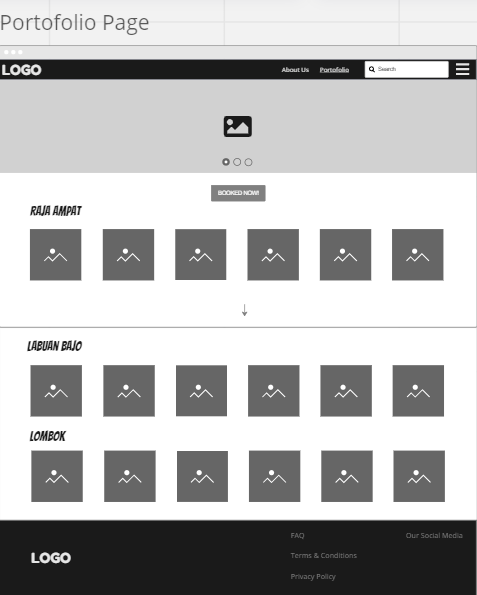 Portofolio Page
LOGO
About Us
Portofolio
Search
BOOKED NOW!
RAJA AMPAT
LABUAN BAJO
LOMBOK
LOGO
FAQ
Our Social Media
Terms & Conditions
Privacy Policy